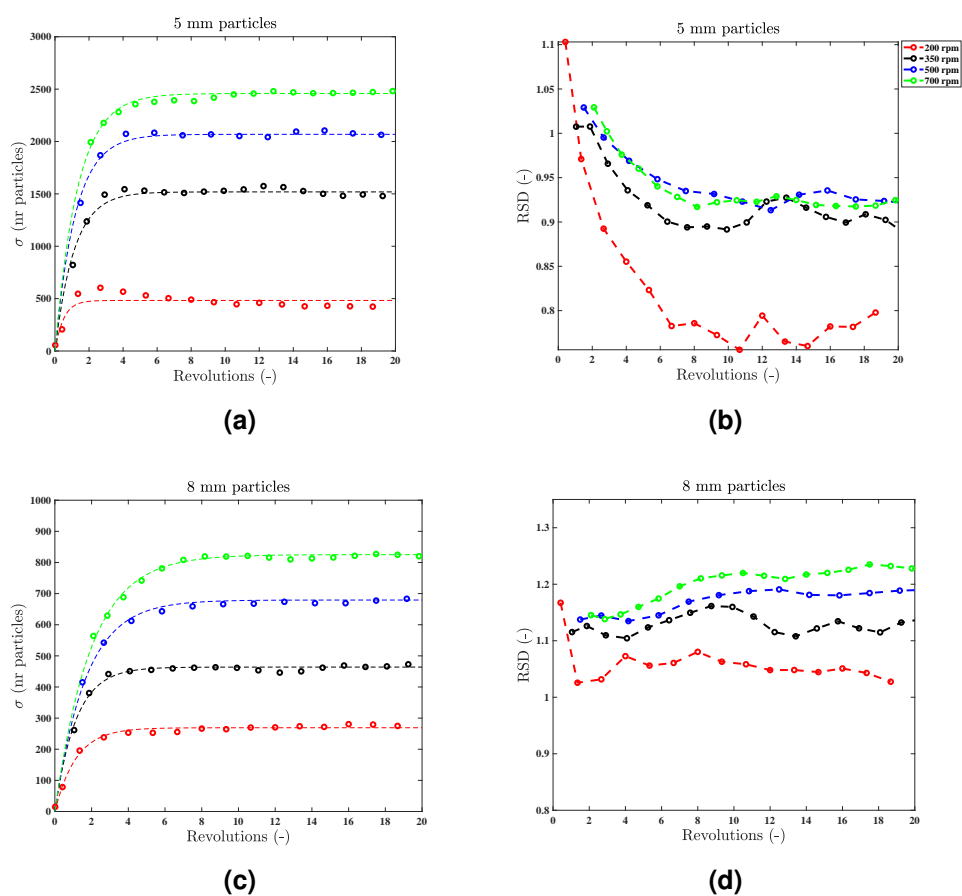 5 mm particles
3000
2500
2000
1500
1000
500
0
σ (nr particles)
0 2 4 6 8 10 12 14 16 18 20
Revolutions (-)
(a)
5 mm particles
1.1
1.05
1
0.95
0.9
0.85
0.8
RSD (-)
0 2 4 6 8 10 12 14 16 18 20
Revolutions (-)
200 rpm
350 rpm
500 rpm
700 rpm
(b)
8 mm particles
1000
900
800
700
600
500
400
300
200
100
0
σ (nr particles)
0 2 4 6 8 10 12 14 16 18 20
Revolutions (-)
(c)
8 mm particles
1.3
1.2
1.1
1
0.9
0.8
RSD (-)
0 2 4 6 8 10 12 14 16 18 20
Revolutions (-)
(d)